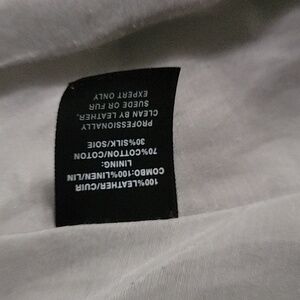 100%LEATHER/CUIR
COMBO:100%LINEN/LIN
LINING:
70%COTTON/COTON
30%SILK/SOIE
PROFESSIONALLY
CLEAN BY LEATHER,
SUEDE OR FUR
EXPERT ONLY